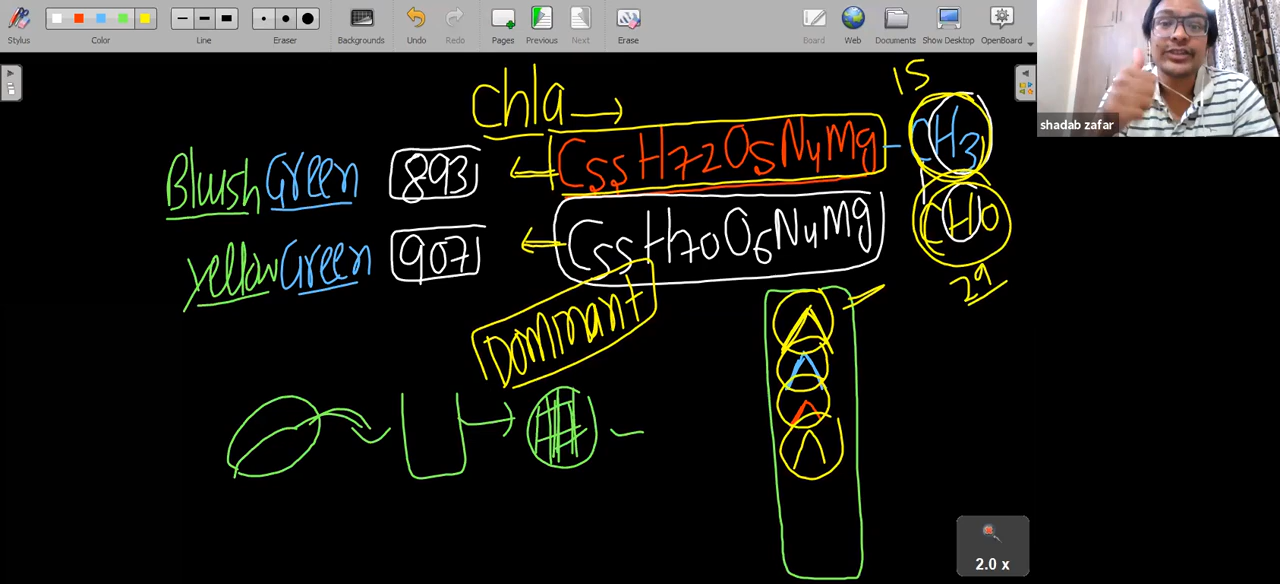 Stylus
Color
Line
Eraser
Backgrounds
Undo
Redo
Pages
Previous
Next
Erase
Board
Web
Documents
Show Desktop
OpenBoard
shadab zafar
chla →
15
Bluish Green 893 ← C55H72O5N4Mg - CH3
Yellow Green 907 ← C55H70O6N4Mg CHO
29
Dominant
2.0 x